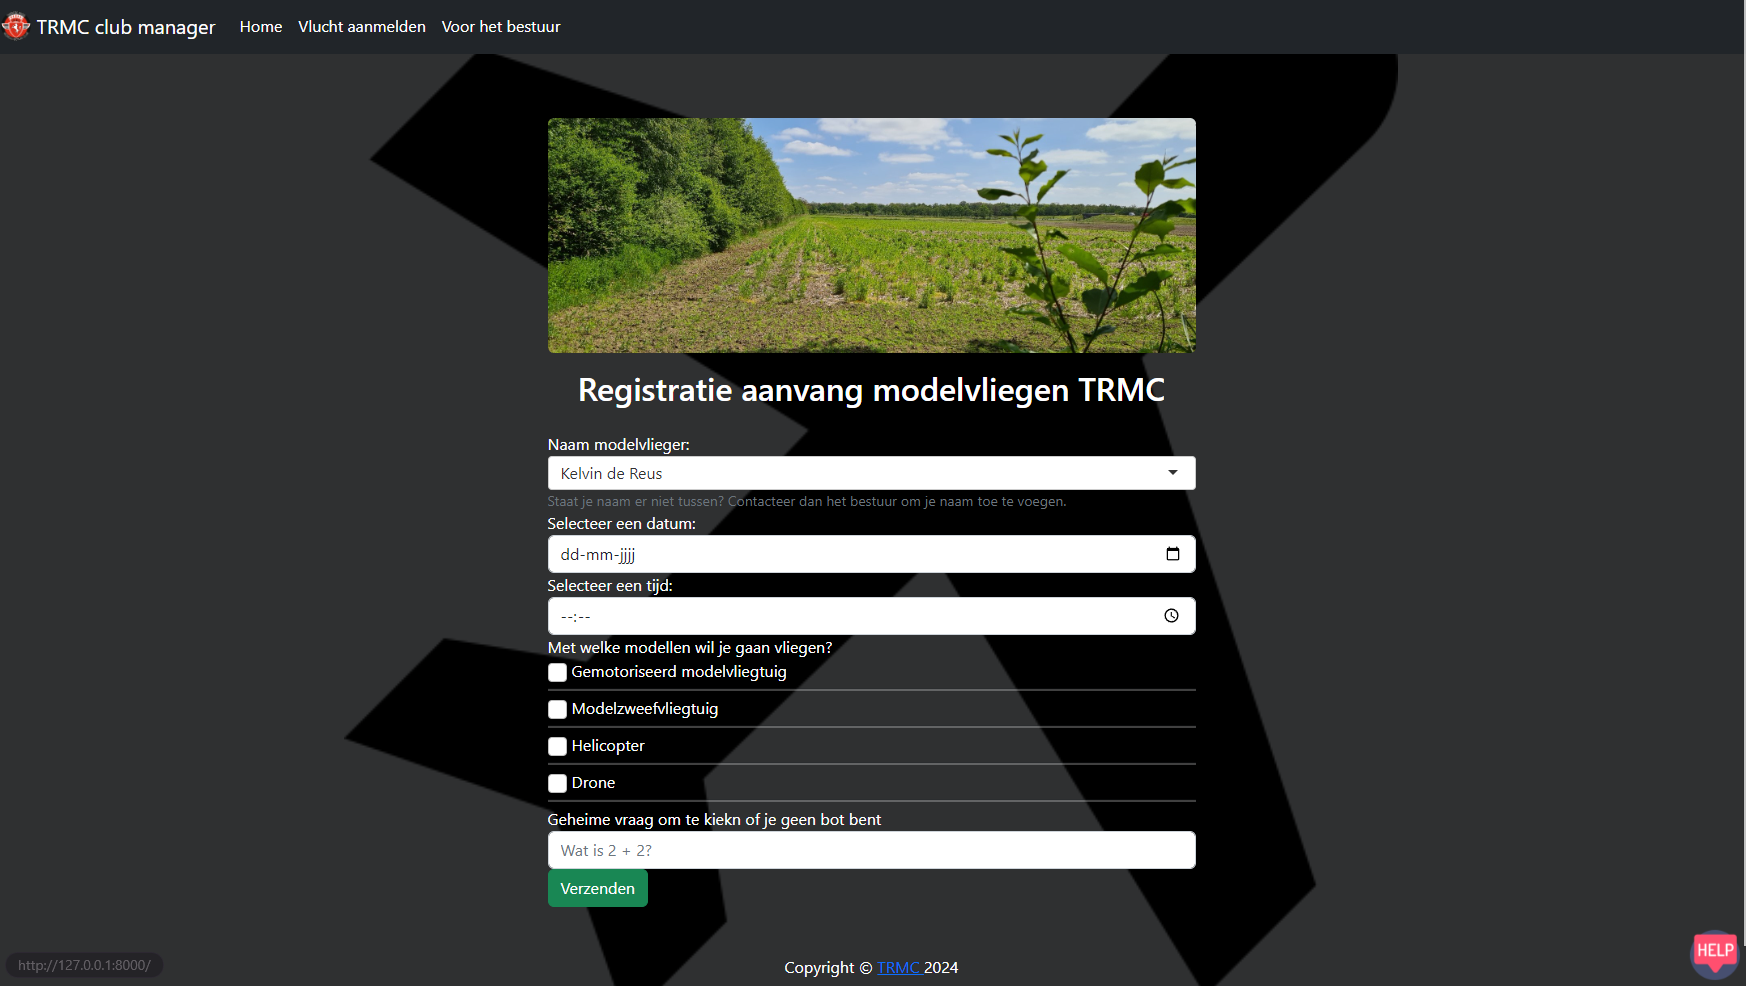 TRMC club manager Home Vlucht aanmelden Voor het bestuur
Registratie aanvang modelvliegen TRMC
Naam modelvlieger:
Kelvin de Reus
Staat je naam er niet tussen? Contacteer dan het bestuur om je naam toe te voegen.
Selecteer een datum:
dd-mm-jjjj
Selecteer een tijd:
--:--
Met welke modellen wil je gaan vliegen?
Gemotoriseerd modelvliegtuig
Modelzweefvliegtuig
Helicopter
Drone
Geheime vraag om te kiekn of je geen bot bent
Wat is 2 + 2?
Verzenden
HELP
http://127.0.0.1:8000/
Copyright © TRMC 2024